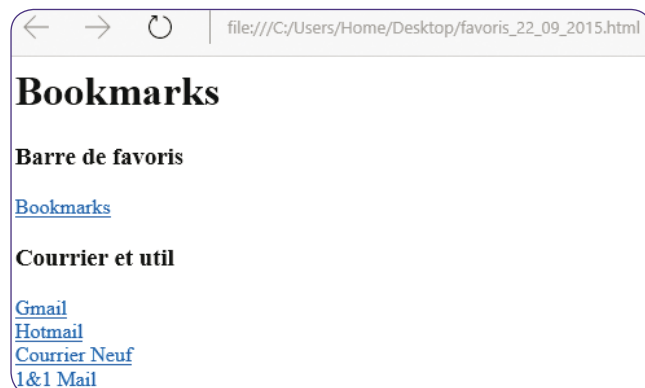 file:///C:/Users/Home/Desktop/favoris_22_09_2015.html
Bookmarks
Barre de favoris
Bookmarks
Courrier et util
Gmail
Hotmail
Courrier Neuf
1&1 Mail